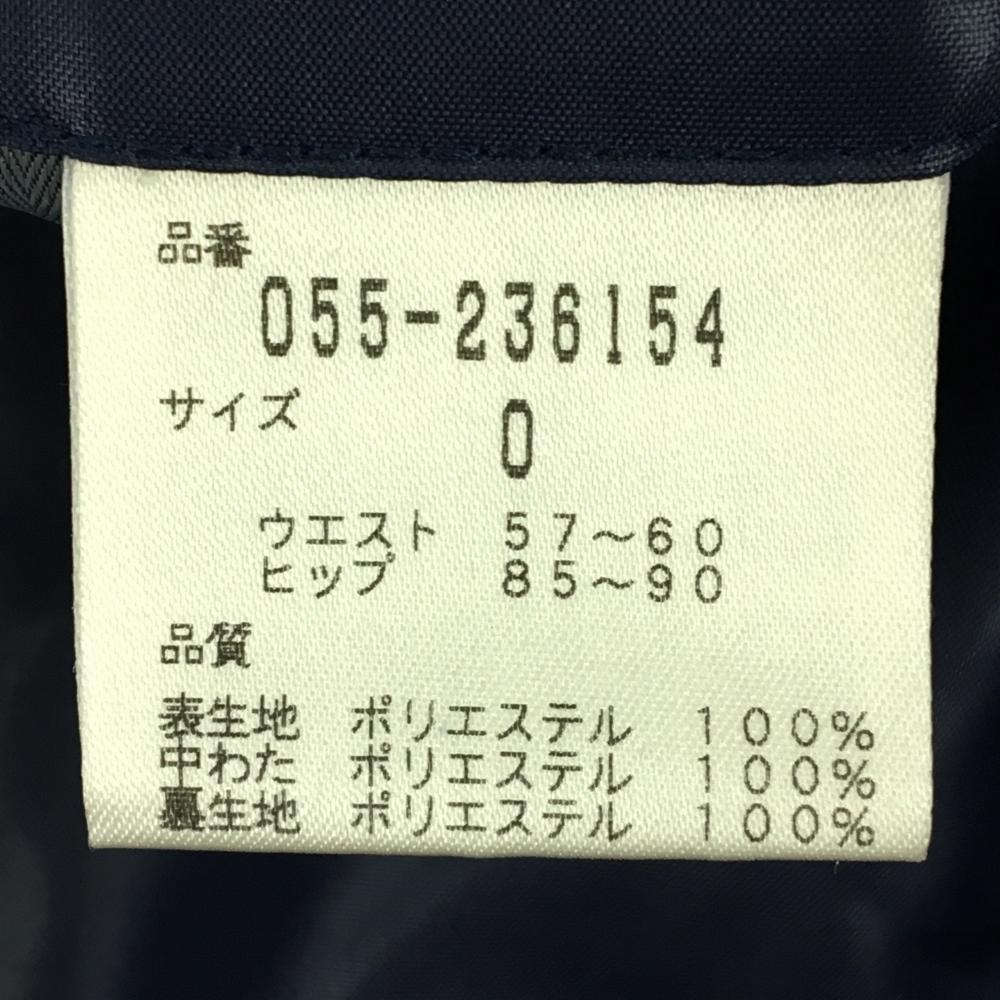 品番
055-236154
サイズ
0
ウエスト 57〜60
ヒップ 85〜90
品質
表生地 ポリエステル 100%
中わた ポリエステル 100%
裏生地 ポリエステル 100%